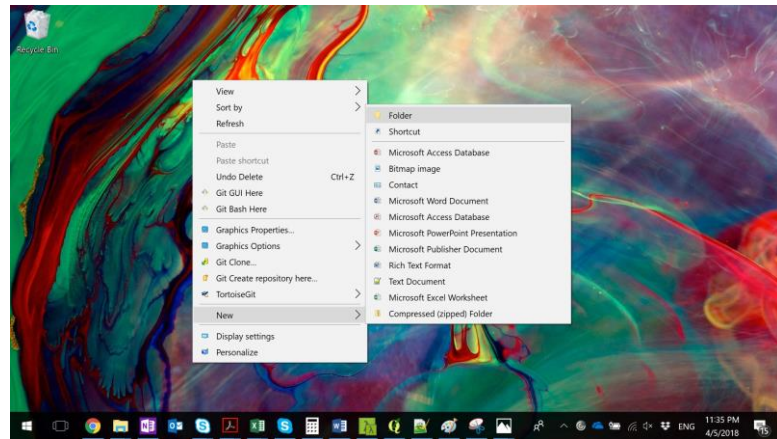 Recycle Bin
View
Sort by
Refresh
Paste
Paste shortcut
Undo Delete Ctrl+Z
Git GUI Here
Git Bash Here
Graphics Properties...
Graphics Options
Git Clone...
Git Create repository here...
TortoiseGit
New
Display settings
Personalize
Folder
Shortcut
Microsoft Access Database
Bitmap image
Contact
Microsoft Word Document
Microsoft Access Database
Microsoft PowerPoint Presentation
Microsoft Publisher Document
Rich Text Format
Text Document
Microsoft Excel Worksheet
Compressed (zipped) Folder
ENG
11:35 PM
4/5/2018
15